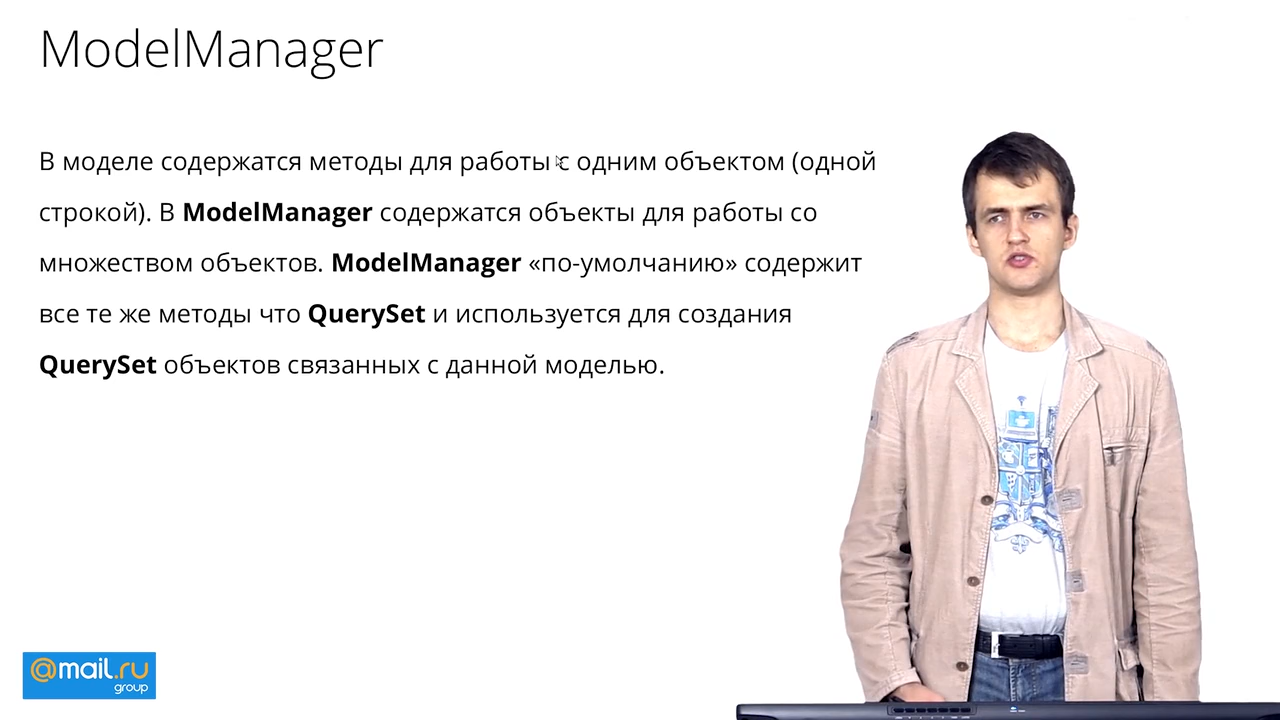 ModelManager
В моделе содержатся методы для работы с одним объектом (одной
строкой). В ModelManager содержатся объекты для работы со
множеством объектов. ModelManager «по-умолчанию» содержит
все те же методы что QuerySet и используется для создания
QuerySet объектов связанных с данной моделью.
@mail.ru
group